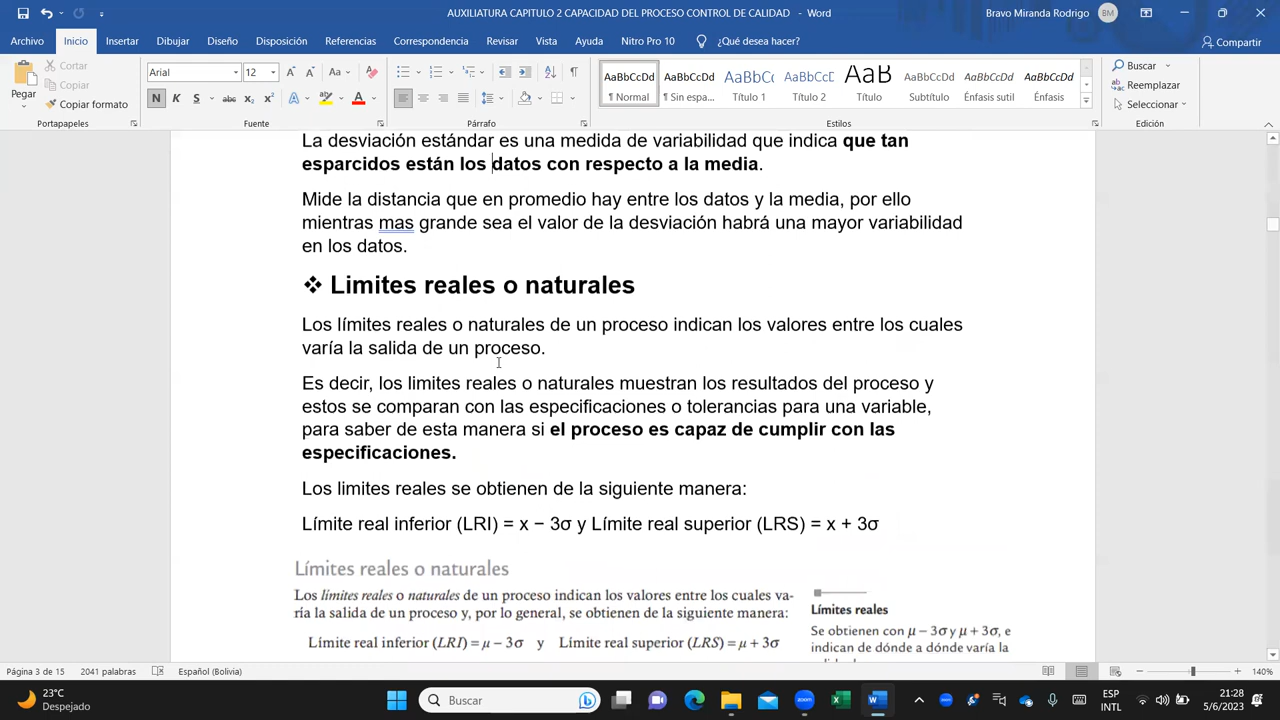 AUXILIATURA CAPITULO 2 CAPACIDAD DEL PROCESO CONTROL DE CALIDAD - Word
Bravo Miranda Rodrigo
BM
Archivo Inicio Insertar Dibujar Diseño Disposición Referencias Correspondencia Revisar Vista Ayuda Nitro Pro 10 ¿Qué desea hacer? Compartir
Pegar
Cortar
Copiar
Copiar formato
Portapapeles
Arial 12
Fuente
Párrafo
AaBbCcDd ¶ Normal
AaBbCcDd ¶ Sin espa...
AaBbCc Título 1
AaBbCcD Título 2
AaB Título
AaBbCcD Subtítulo
AaBbCcDd Énfasis sutil
AaBbCcDd Énfasis
Estilos
Buscar
Reemplazar
Seleccionar
Edición
La desviación estándar es una medida de variabilidad que indica que tan
esparcidos están los datos con respecto a la media.
Mide la distancia que en promedio hay entre los datos y la media, por ello
mientras mas grande sea el valor de la desviación habrá una mayor variabilidad
en los datos.
❖ Limites reales o naturales
Los límites reales o naturales de un proceso indican los valores entre los cuales
varía la salida de un proceso.
Es decir, los limites reales o naturales muestran los resultados del proceso y
estos se comparan con las especificaciones o tolerancias para una variable,
para saber de esta manera si el proceso es capaz de cumplir con las
especificaciones.
Los limites reales se obtienen de la siguiente manera:
Límite real inferior (LRI) = x − 3σ y Límite real superior (LRS) = x + 3σ
Límites reales o naturales
Los límites reales o naturales de un proceso indican los valores entre los cuales va-
ría la salida de un proceso y, por lo general, se obtienen de la siguiente manera:
Límite real inferior (LRI) = μ − 3σ y Límite real superior (LRS) = μ + 3σ
Límites reales
Se obtienen con μ − 3σ y μ + 3σ, e
indican de dónde a dónde varía la
Página 3 de 15 2041 palabras Español (Bolivia) 140%
23°C
Despejado
Buscar
ESP
INTL
21:28
5/6/2023